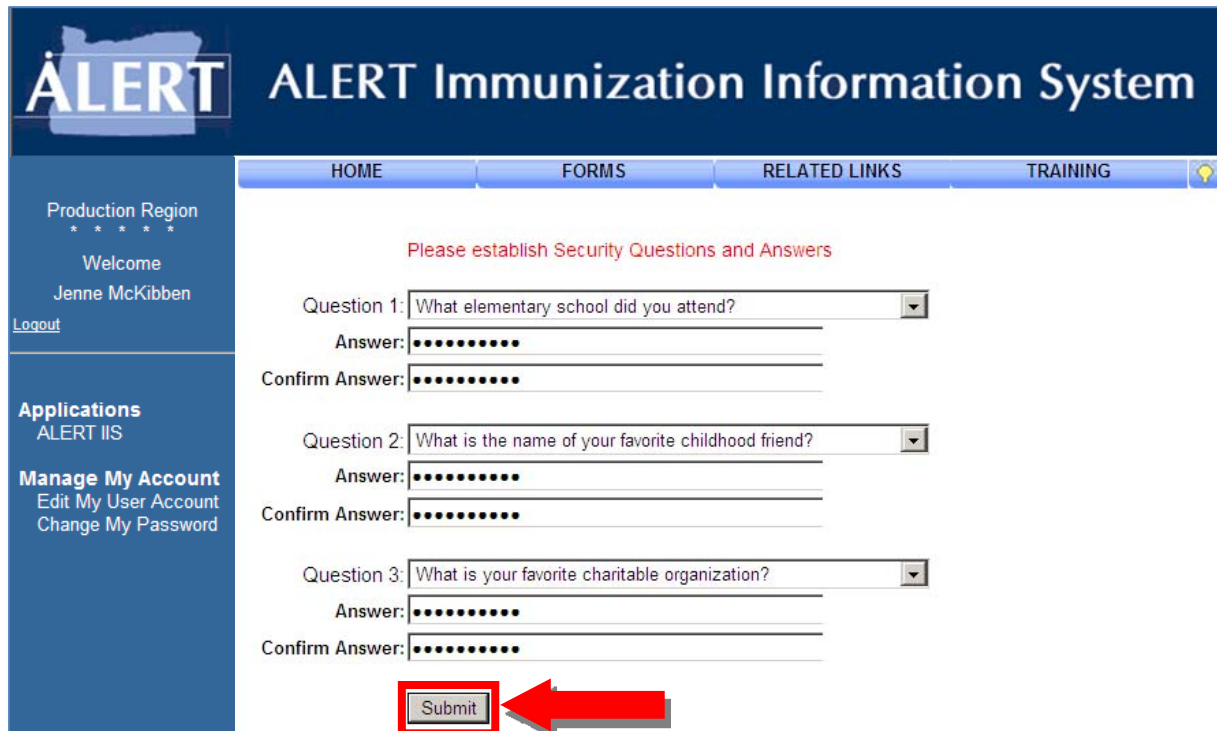 ALERT
ALERT Immunization Information System
HOME FORMS RELATED LINKS TRAINING
Production Region
* * * * *
Welcome
Jenne McKibben
Logout
Applications
ALERT IIS
Manage My Account
Edit My User Account
Change My Password
Please establish Security Questions and Answers
Question 1: What elementary school did you attend?
Answer: ••••••••••
Confirm Answer: ••••••••••
Question 2: What is the name of your favorite childhood friend?
Answer: ••••••••••
Confirm Answer: ••••••••••
Question 3: What is your favorite charitable organization?
Answer: ••••••••••
Confirm Answer: ••••••••••
Submit